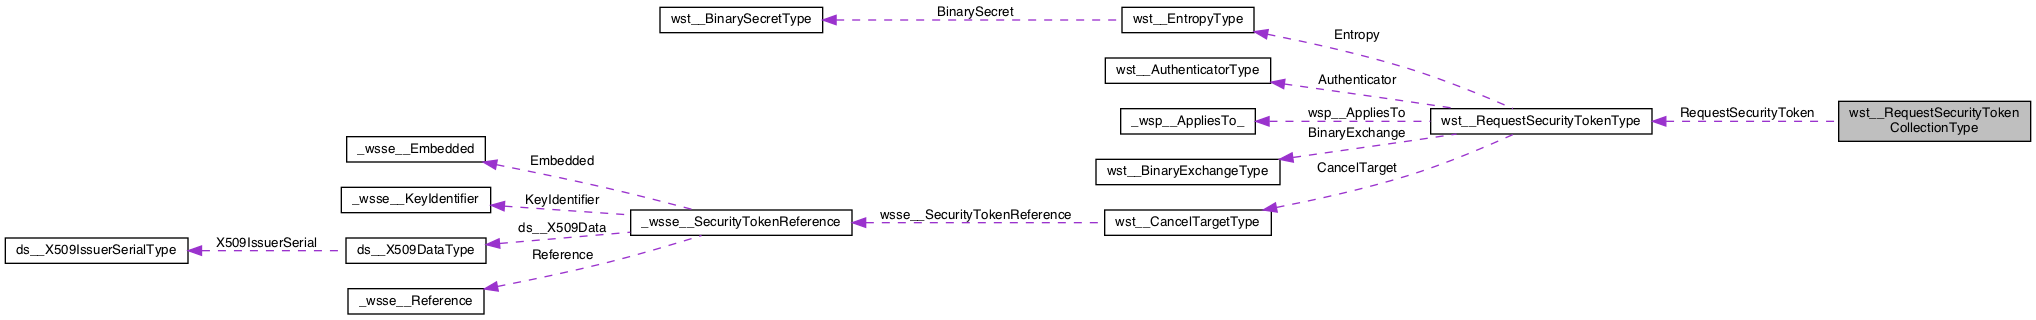 wst__BinarySecretType
BinarySecret
wst__EntropyType
Entropy
wst__AuthenticatorType
Authenticator
_wsp__AppliesTo_
wsp__AppliesTo
wst__RequestSecurityTokenType
RequestSecurityToken
wst__RequestSecurityToken
CollectionType
BinaryExchange
_wsse__Embedded
Embedded
wst__BinaryExchangeType
CancelTarget
_wsse__KeyIdentifier
KeyIdentifier
_wsse__SecurityTokenReference
wsse__SecurityTokenReference
wst__CancelTargetType
ds__X509Data
ds__X509IssuerSerialType
X509IssuerSerial
ds__X509DataType
Reference
_wsse__Reference